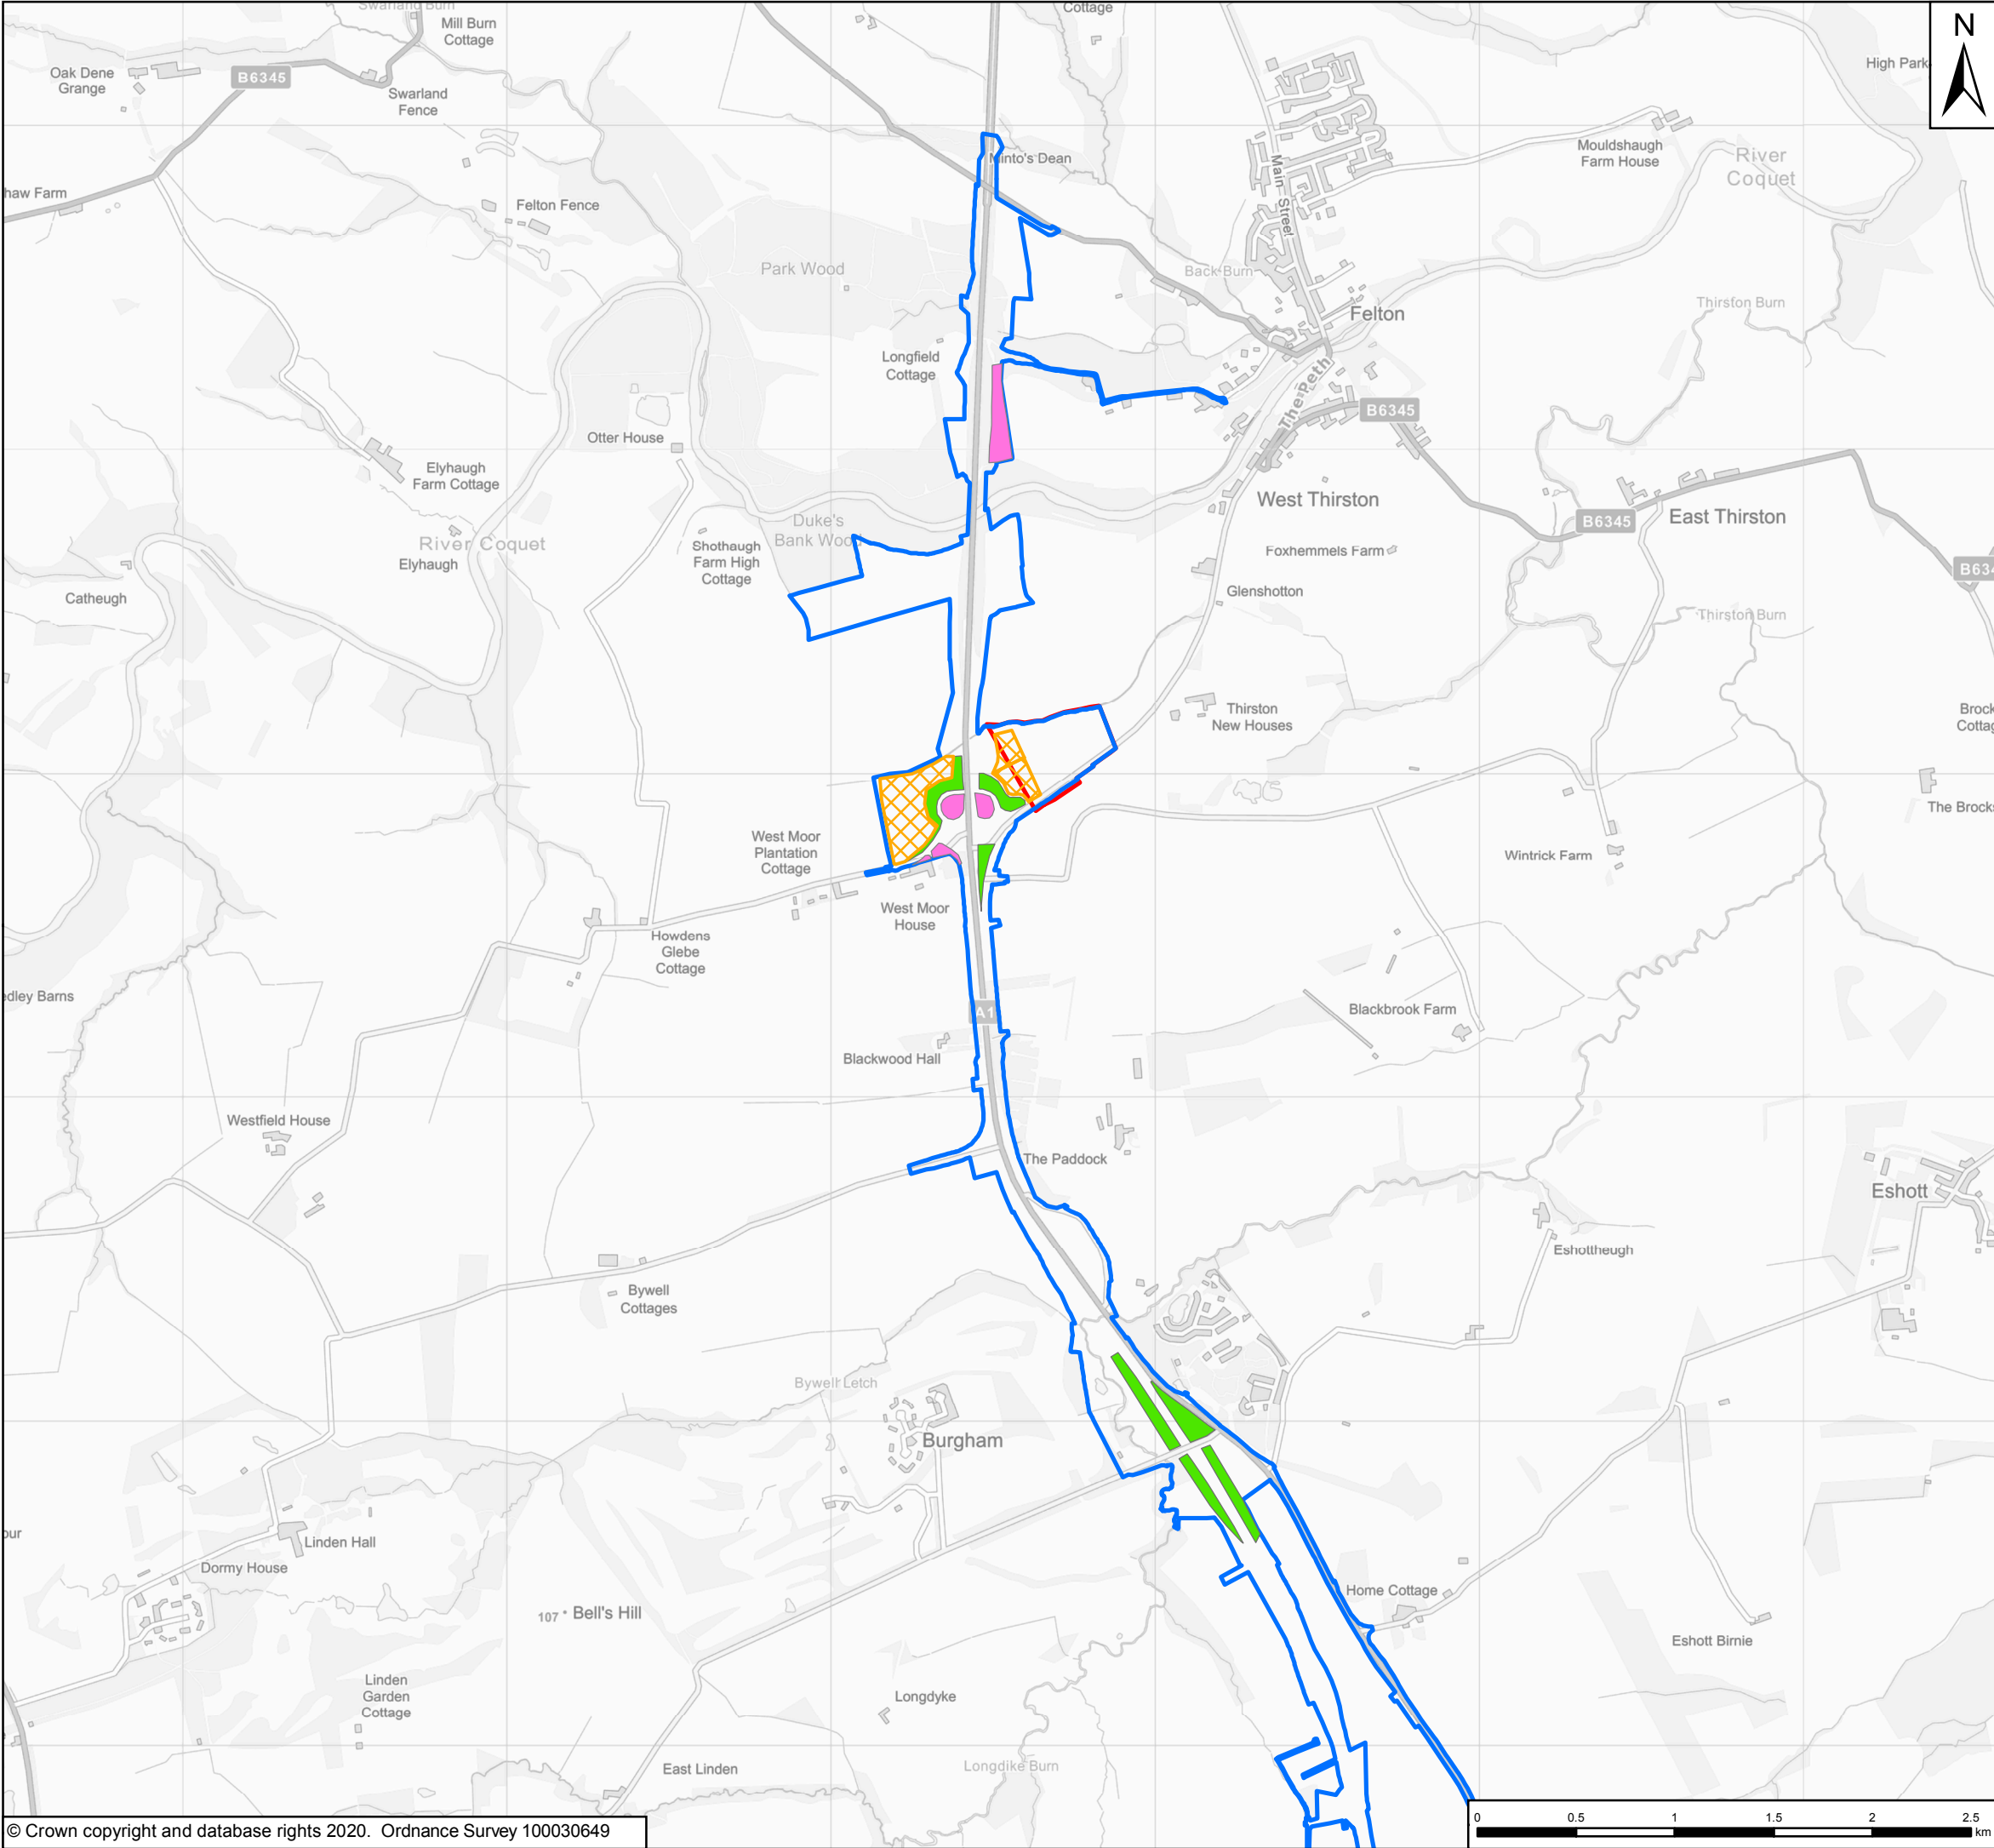 Swarland Burn
Mill Burn
Cottage
Cottage
N
Oak Dene
Grange
B6345
Swarland
Fence
High Park
Minto's Dean
Main Street
Mouldshaugh
Farm House
River
Coquet
haw Farm
Felton Fence
Park Wood
Back Burn
Felton
Thirston Burn
Longfield
Cottage
The Peth
B6345
Otter House
Elyhaugh
Farm Cottage
West Thirston
B6345
East Thirston
Duke's
Bank Wood
River Coquet
Elyhaugh
Shothaugh
Farm High
Cottage
Foxhemmels Farm
B634
Catheugh
Glenshotton
Thirston Burn
Thirston
New Houses
Brock
Cottag
The Brocks
West Moor
Plantation
Cottage
Wintrick Farm
West Moor
House
Howdens
Glebe
Cottage
edley Barns
A1
Blackbrook Farm
Blackwood Hall
Westfield House
The Paddock
Eshott
Eshottheugh
Bywell
Cottages
Bywell Letch
Burgham
Linden Hall
Dormy House
Home Cottage
107 Bell's Hill
Eshott Birnie
Linden
Garden
Cottage
Longdyke
East Linden
Longdike Burn
© Crown copyright and database rights 2020. Ordnance Survey 100030649
0 0.5 1 1.5 2 2.5
km